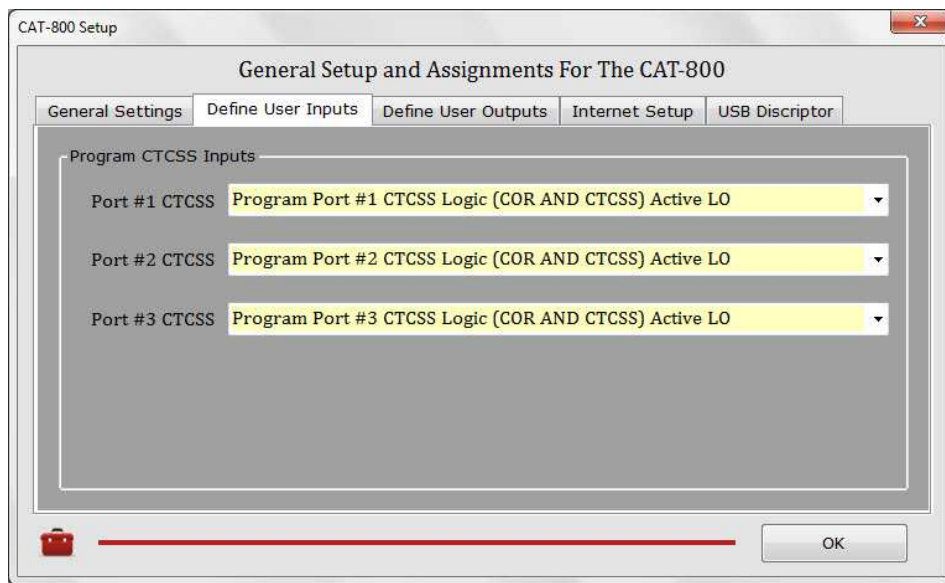 CAT-800 Setup
General Setup and Assignments For The CAT-800
General Settings
Define User Inputs
Define User Outputs
Internet Setup
USB Discriptor
Program CTCSS Inputs
Port #1 CTCSS
Program Port #1 CTCSS Logic (COR AND CTCSS) Active LO
Port #2 CTCSS
Program Port #2 CTCSS Logic (COR AND CTCSS) Active LO
Port #3 CTCSS
Program Port #3 CTCSS Logic (COR AND CTCSS) Active LO
OK